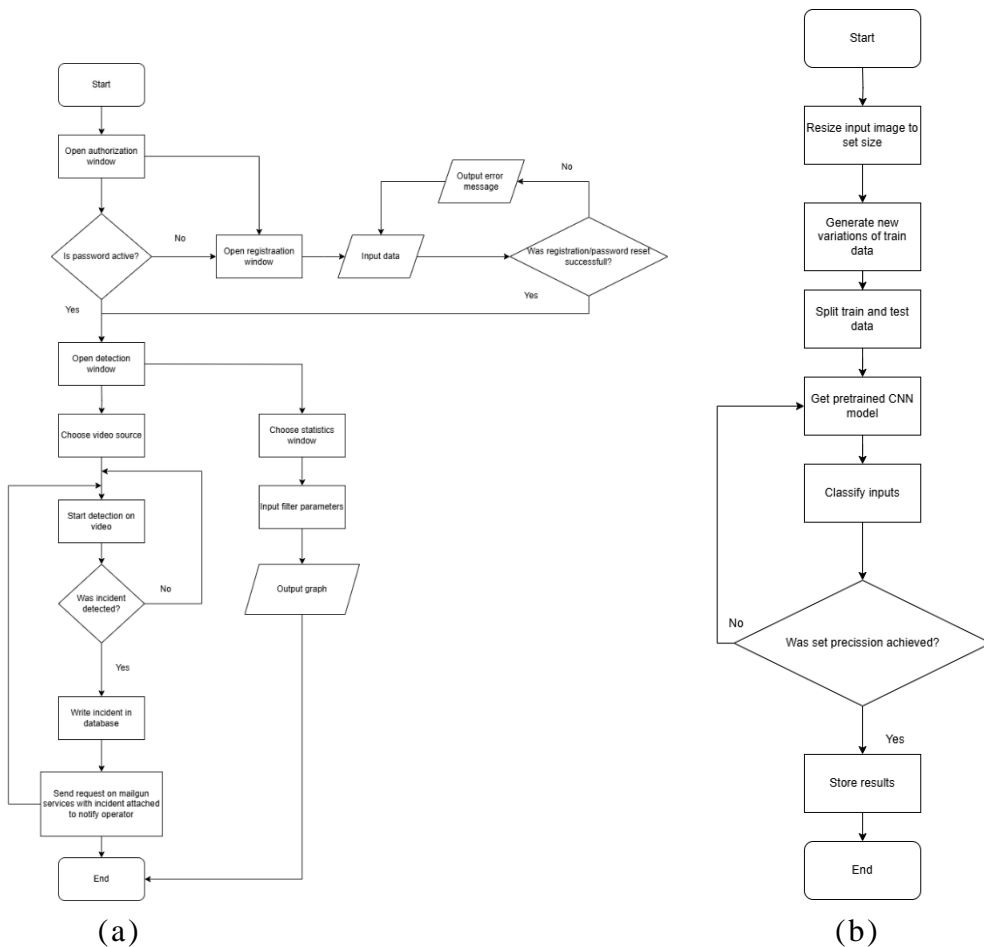 Start
Open authorization
window
Is password active?
No
Yes
Open registraation
window
Input data
Output error
message
No
Was registration/password reset
successfull?
Yes
Open detection
window
Choose video source
Start detection on
video
Was incident
detected?
No
Yes
Write incident in
database
Send request on mailgun
services with incident attached
to notify operator
End
Choose statistics
window
Input filter parameters
Output graph
(a)
Start
Resize input image to
set size
Generate new
variations of train
data
Split train and test
data
Get pretrained CNN
model
Classify inputs
Was set precission achieved?
No
Yes
Store results
End
(b)